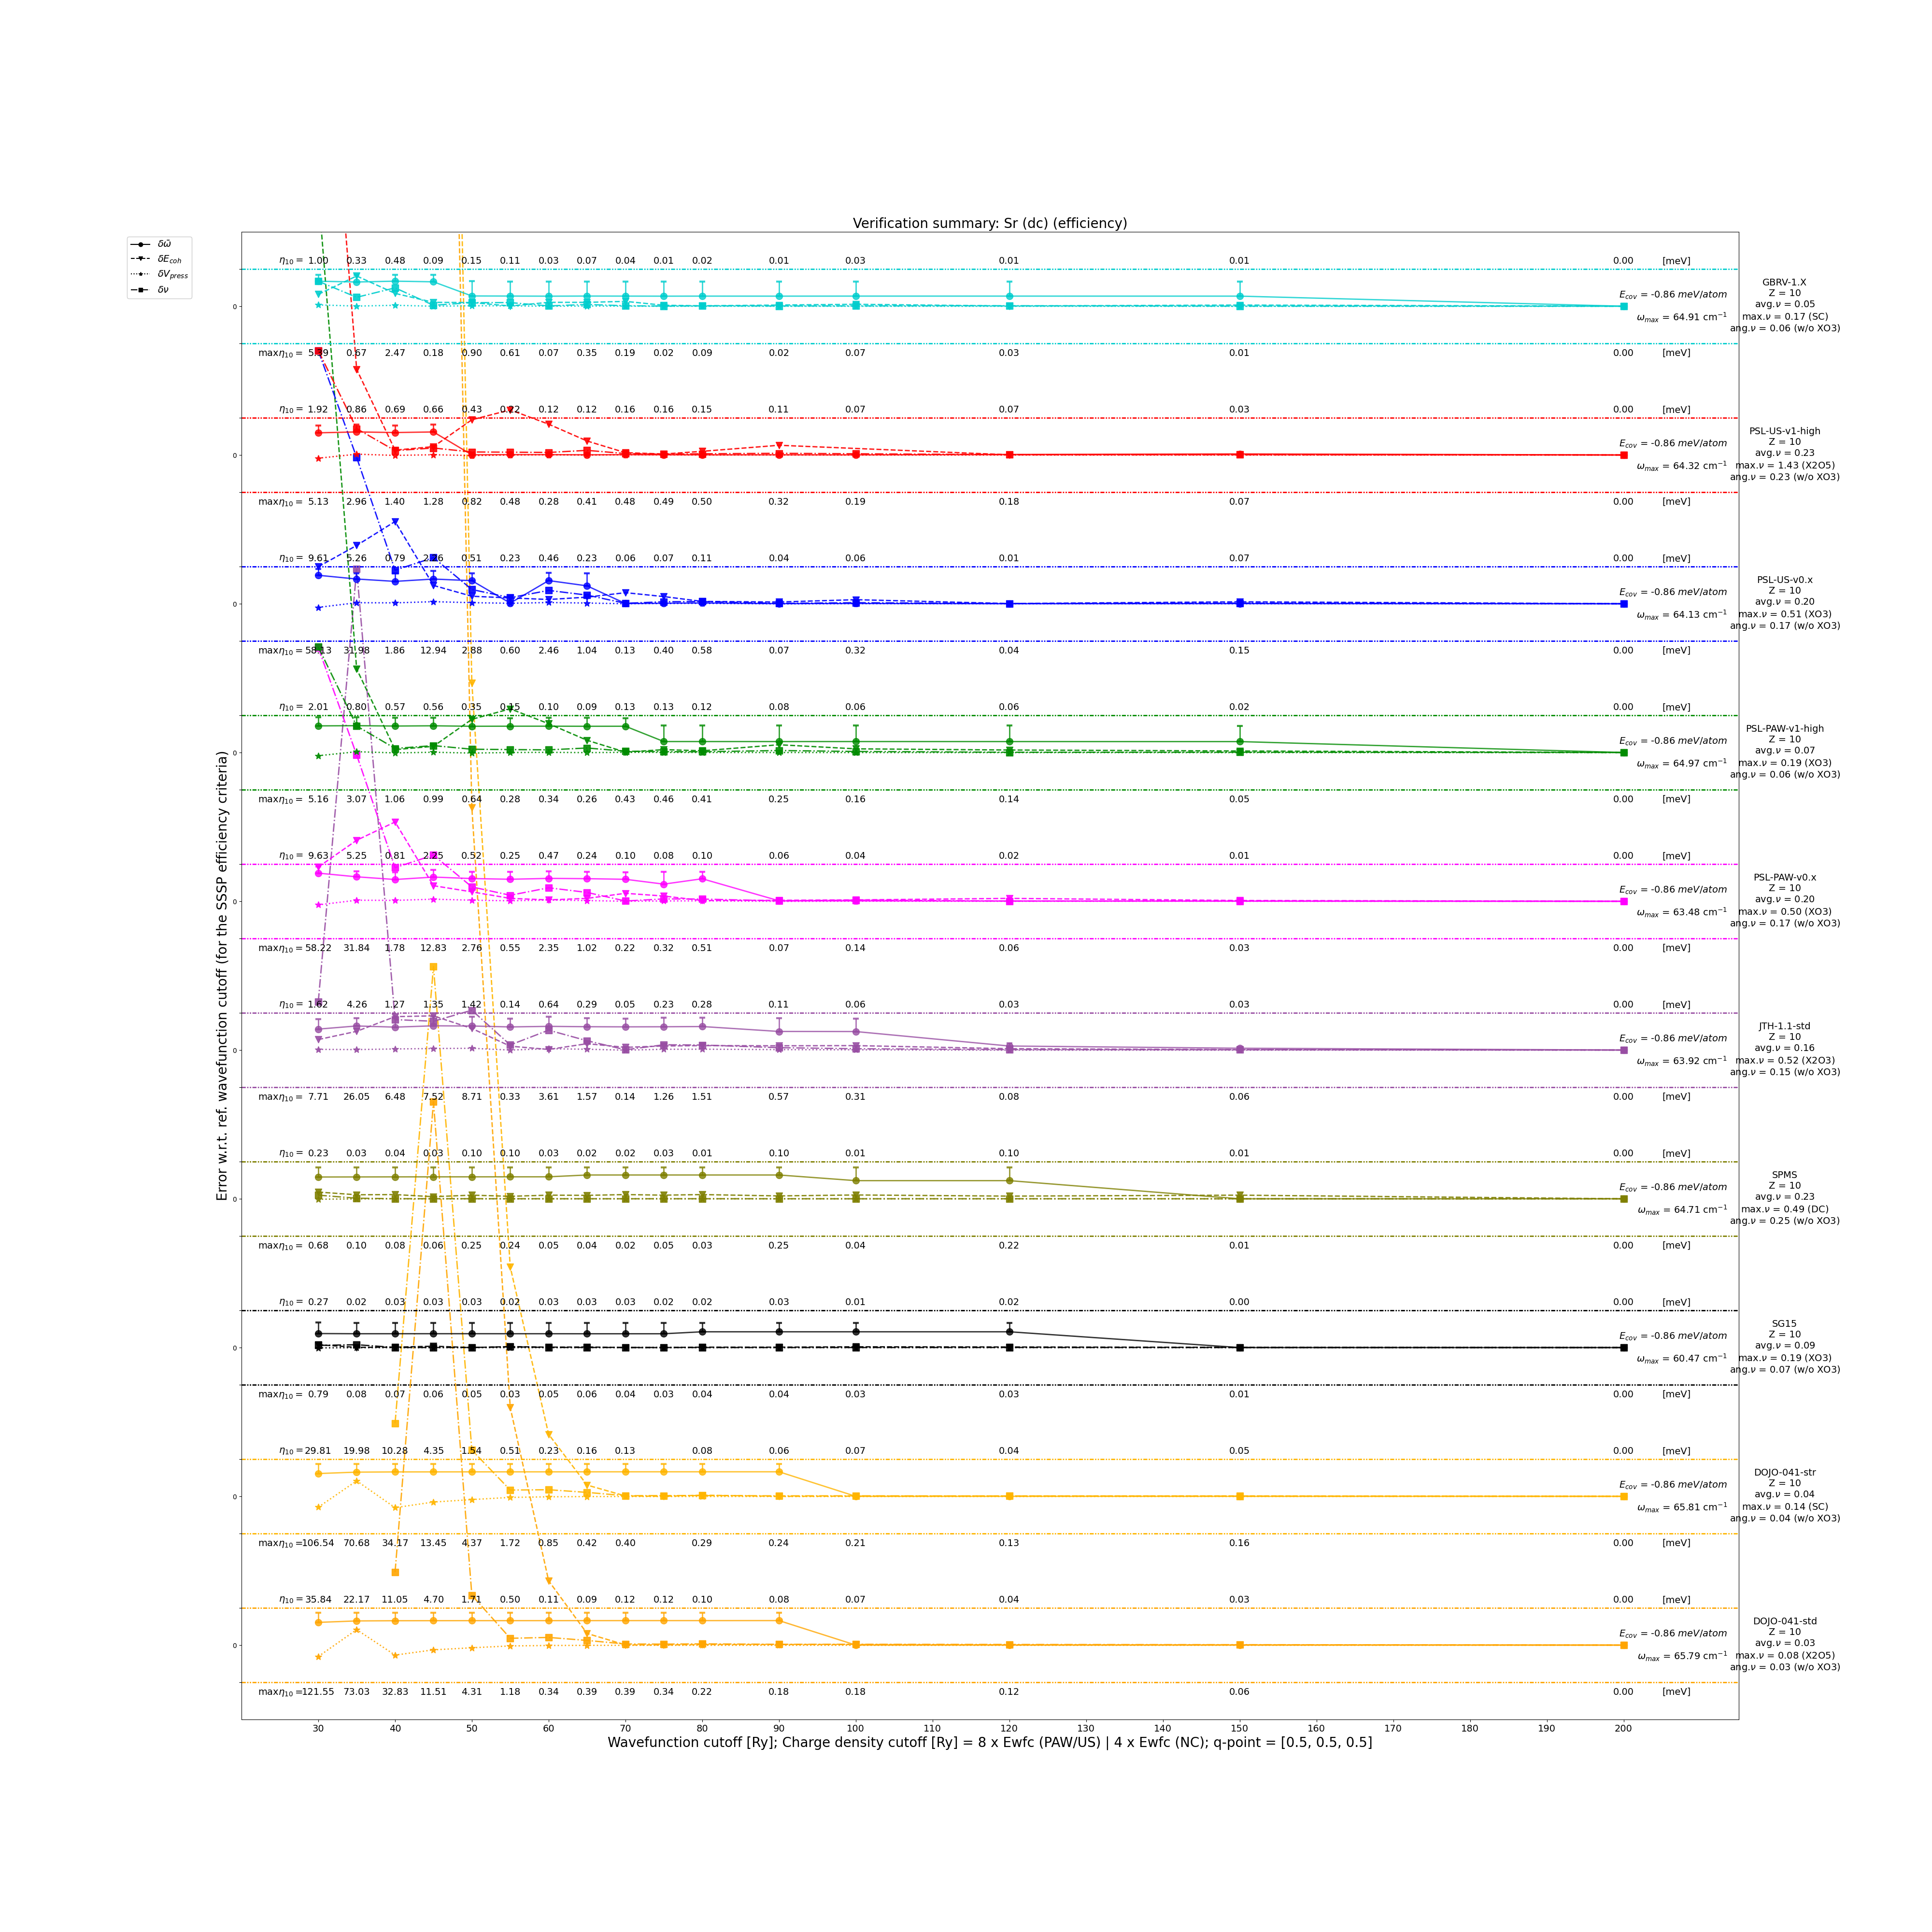 Verification summary: Sr (dc) (efficiency)
δω̄
δE_coh
δV_press
δν
Error w.r.t. ref. wavefunction cutoff (for the SSSP efficiency criteria)
η₁₀ = 1.00 0.33 0.48 0.09 0.15 0.11 0.03 0.07 0.04 0.01 0.02 0.01 0.03 0.01 0.01 0.00 [meV]
0
E_cov = -0.86 meV/atom
ω_max = 64.91 cm⁻¹
maxη₁₀ = 0.67 2.47 0.18 0.90 0.61 0.07 0.35 0.19 0.02 0.09 0.02 0.07 0.03 0.01 0.00 [meV]
GBRV-1.X
Z = 10
avg.ν = 0.05
max.ν = 0.17 (SC)
ang.ν = 0.06 (w/o XO3)
η₁₀ = 1.92 0.86 0.69 0.66 0.43 0.12 0.12 0.16 0.16 0.15 0.11 0.07 0.07 0.03 0.00 [meV]
0
E_cov = -0.86 meV/atom
ω_max = 64.32 cm⁻¹
maxη₁₀ = 5.13 2.96 1.40 1.28 0.82 0.48 0.28 0.41 0.48 0.49 0.50 0.32 0.19 0.18 0.07 0.00 [meV]
PSL-US-v1-high
Z = 10
avg.ν = 0.23
max.ν = 1.43 (X2O5)
ang.ν = 0.23 (w/o XO3)
η₁₀ = 9.61 5.26 0.79 0.51 0.23 0.46 0.23 0.06 0.07 0.11 0.04 0.06 0.01 0.07 0.00 [meV]
0
E_cov = -0.86 meV/atom
ω_max = 64.13 cm⁻¹
maxη₁₀ = 58.13 31.98 1.86 12.94 2.88 0.60 2.46 1.04 0.13 0.40 0.58 0.07 0.32 0.04 0.15 0.00 [meV]
PSL-US-v0.x
Z = 10
avg.ν = 0.20
max.ν = 0.51 (XO3)
ang.ν = 0.17 (w/o XO3)
η₁₀ = 2.01 0.80 0.57 0.56 0.35 0.15 0.10 0.09 0.13 0.13 0.12 0.08 0.06 0.06 0.02 0.00 [meV]
0
E_cov = -0.86 meV/atom
ω_max = 64.97 cm⁻¹
maxη₁₀ = 5.16 3.07 1.06 0.99 0.64 0.28 0.34 0.26 0.43 0.46 0.41 0.25 0.16 0.14 0.05 0.00 [meV]
PSL-PAW-v1-high
Z = 10
avg.ν = 0.07
max.ν = 0.19 (XO3)
ang.ν = 0.06 (w/o XO3)
η₁₀ = 9.63 5.25 0.81 0.52 0.25 0.47 0.24 0.10 0.08 0.10 0.06 0.04 0.02 0.01 0.00 [meV]
0
E_cov = -0.86 meV/atom
ω_max = 63.48 cm⁻¹
maxη₁₀ = 58.22 31.84 1.78 12.83 2.76 0.55 2.35 1.02 0.22 0.32 0.51 0.07 0.14 0.06 0.03 0.00 [meV]
PSL-PAW-v0.x
Z = 10
avg.ν = 0.20
max.ν = 0.50 (XO3)
ang.ν = 0.17 (w/o XO3)
η₁₀ = 1.62 4.26 1.27 1.35 1.42 0.14 0.64 0.29 0.05 0.23 0.28 0.11 0.06 0.03 0.03 0.00 [meV]
0
E_cov = -0.86 meV/atom
ω_max = 63.92 cm⁻¹
maxη₁₀ = 7.71 26.05 6.48 7.52 8.71 0.33 3.61 1.57 0.14 1.26 1.51 0.57 0.31 0.08 0.06 0.00 [meV]
JTH-1.1-std
Z = 10
avg.ν = 0.16
max.ν = 0.52 (X2O3)
ang.ν = 0.15 (w/o XO3)
η₁₀ = 0.23 0.03 0.04 0.03 0.10 0.10 0.03 0.02 0.02 0.03 0.01 0.10 0.01 0.10 0.01 0.00 [meV]
0
E_cov = -0.86 meV/atom
ω_max = 64.71 cm⁻¹
maxη₁₀ = 0.68 0.10 0.08 0.06 0.25 0.24 0.05 0.04 0.02 0.05 0.03 0.25 0.04 0.22 0.01 0.00 [meV]
SPMS
Z = 10
avg.ν = 0.23
max.ν = 0.49 (DC)
ang.ν = 0.25 (w/o XO3)
η₁₀ = 0.27 0.02 0.03 0.03 0.03 0.02 0.03 0.03 0.03 0.02 0.02 0.03 0.01 0.02 0.00 0.00 [meV]
0
E_cov = -0.86 meV/atom
ω_max = 60.47 cm⁻¹
maxη₁₀ = 0.79 0.08 0.07 0.06 0.05 0.03 0.05 0.06 0.04 0.03 0.04 0.04 0.03 0.03 0.01 0.00 [meV]
SG15
Z = 10
avg.ν = 0.09
max.ν = 0.19 (XO3)
ang.ν = 0.07 (w/o XO3)
η₁₀ = 29.81 19.98 10.28 4.35 1.54 0.51 0.23 0.16 0.13 0.08 0.06 0.07 0.04 0.05 0.00 [meV]
0
E_cov = -0.86 meV/atom
ω_max = 65.81 cm⁻¹
maxη₁₀ = 106.54 70.68 34.17 13.45 4.37 1.72 0.85 0.42 0.40 0.29 0.24 0.21 0.13 0.16 0.00 [meV]
DOJO-041-str
Z = 10
avg.ν = 0.04
max.ν = 0.14 (SC)
ang.ν = 0.04 (w/o XO3)
η₁₀ = 35.84 22.17 11.05 4.70 1.71 0.50 0.11 0.09 0.12 0.12 0.10 0.08 0.07 0.04 0.03 0.00 [meV]
0
E_cov = -0.86 meV/atom
ω_max = 65.79 cm⁻¹
maxη₁₀ = 121.55 73.03 32.83 11.51 4.31 1.18 0.34 0.39 0.39 0.34 0.22 0.18 0.18 0.12 0.06 0.00 [meV]
DOJO-041-std
Z = 10
avg.ν = 0.03
max.ν = 0.08 (X2O5)
ang.ν = 0.03 (w/o XO3)
30 40 50 60 70 80 90 100 110 120 130 140 150 160 170 180 190 200
Wavefunction cutoff [Ry]; Charge density cutoff [Ry] = 8 x Ewfc (PAW/US) | 4 x Ewfc (NC); q-point = [0.5, 0.5, 0.5]